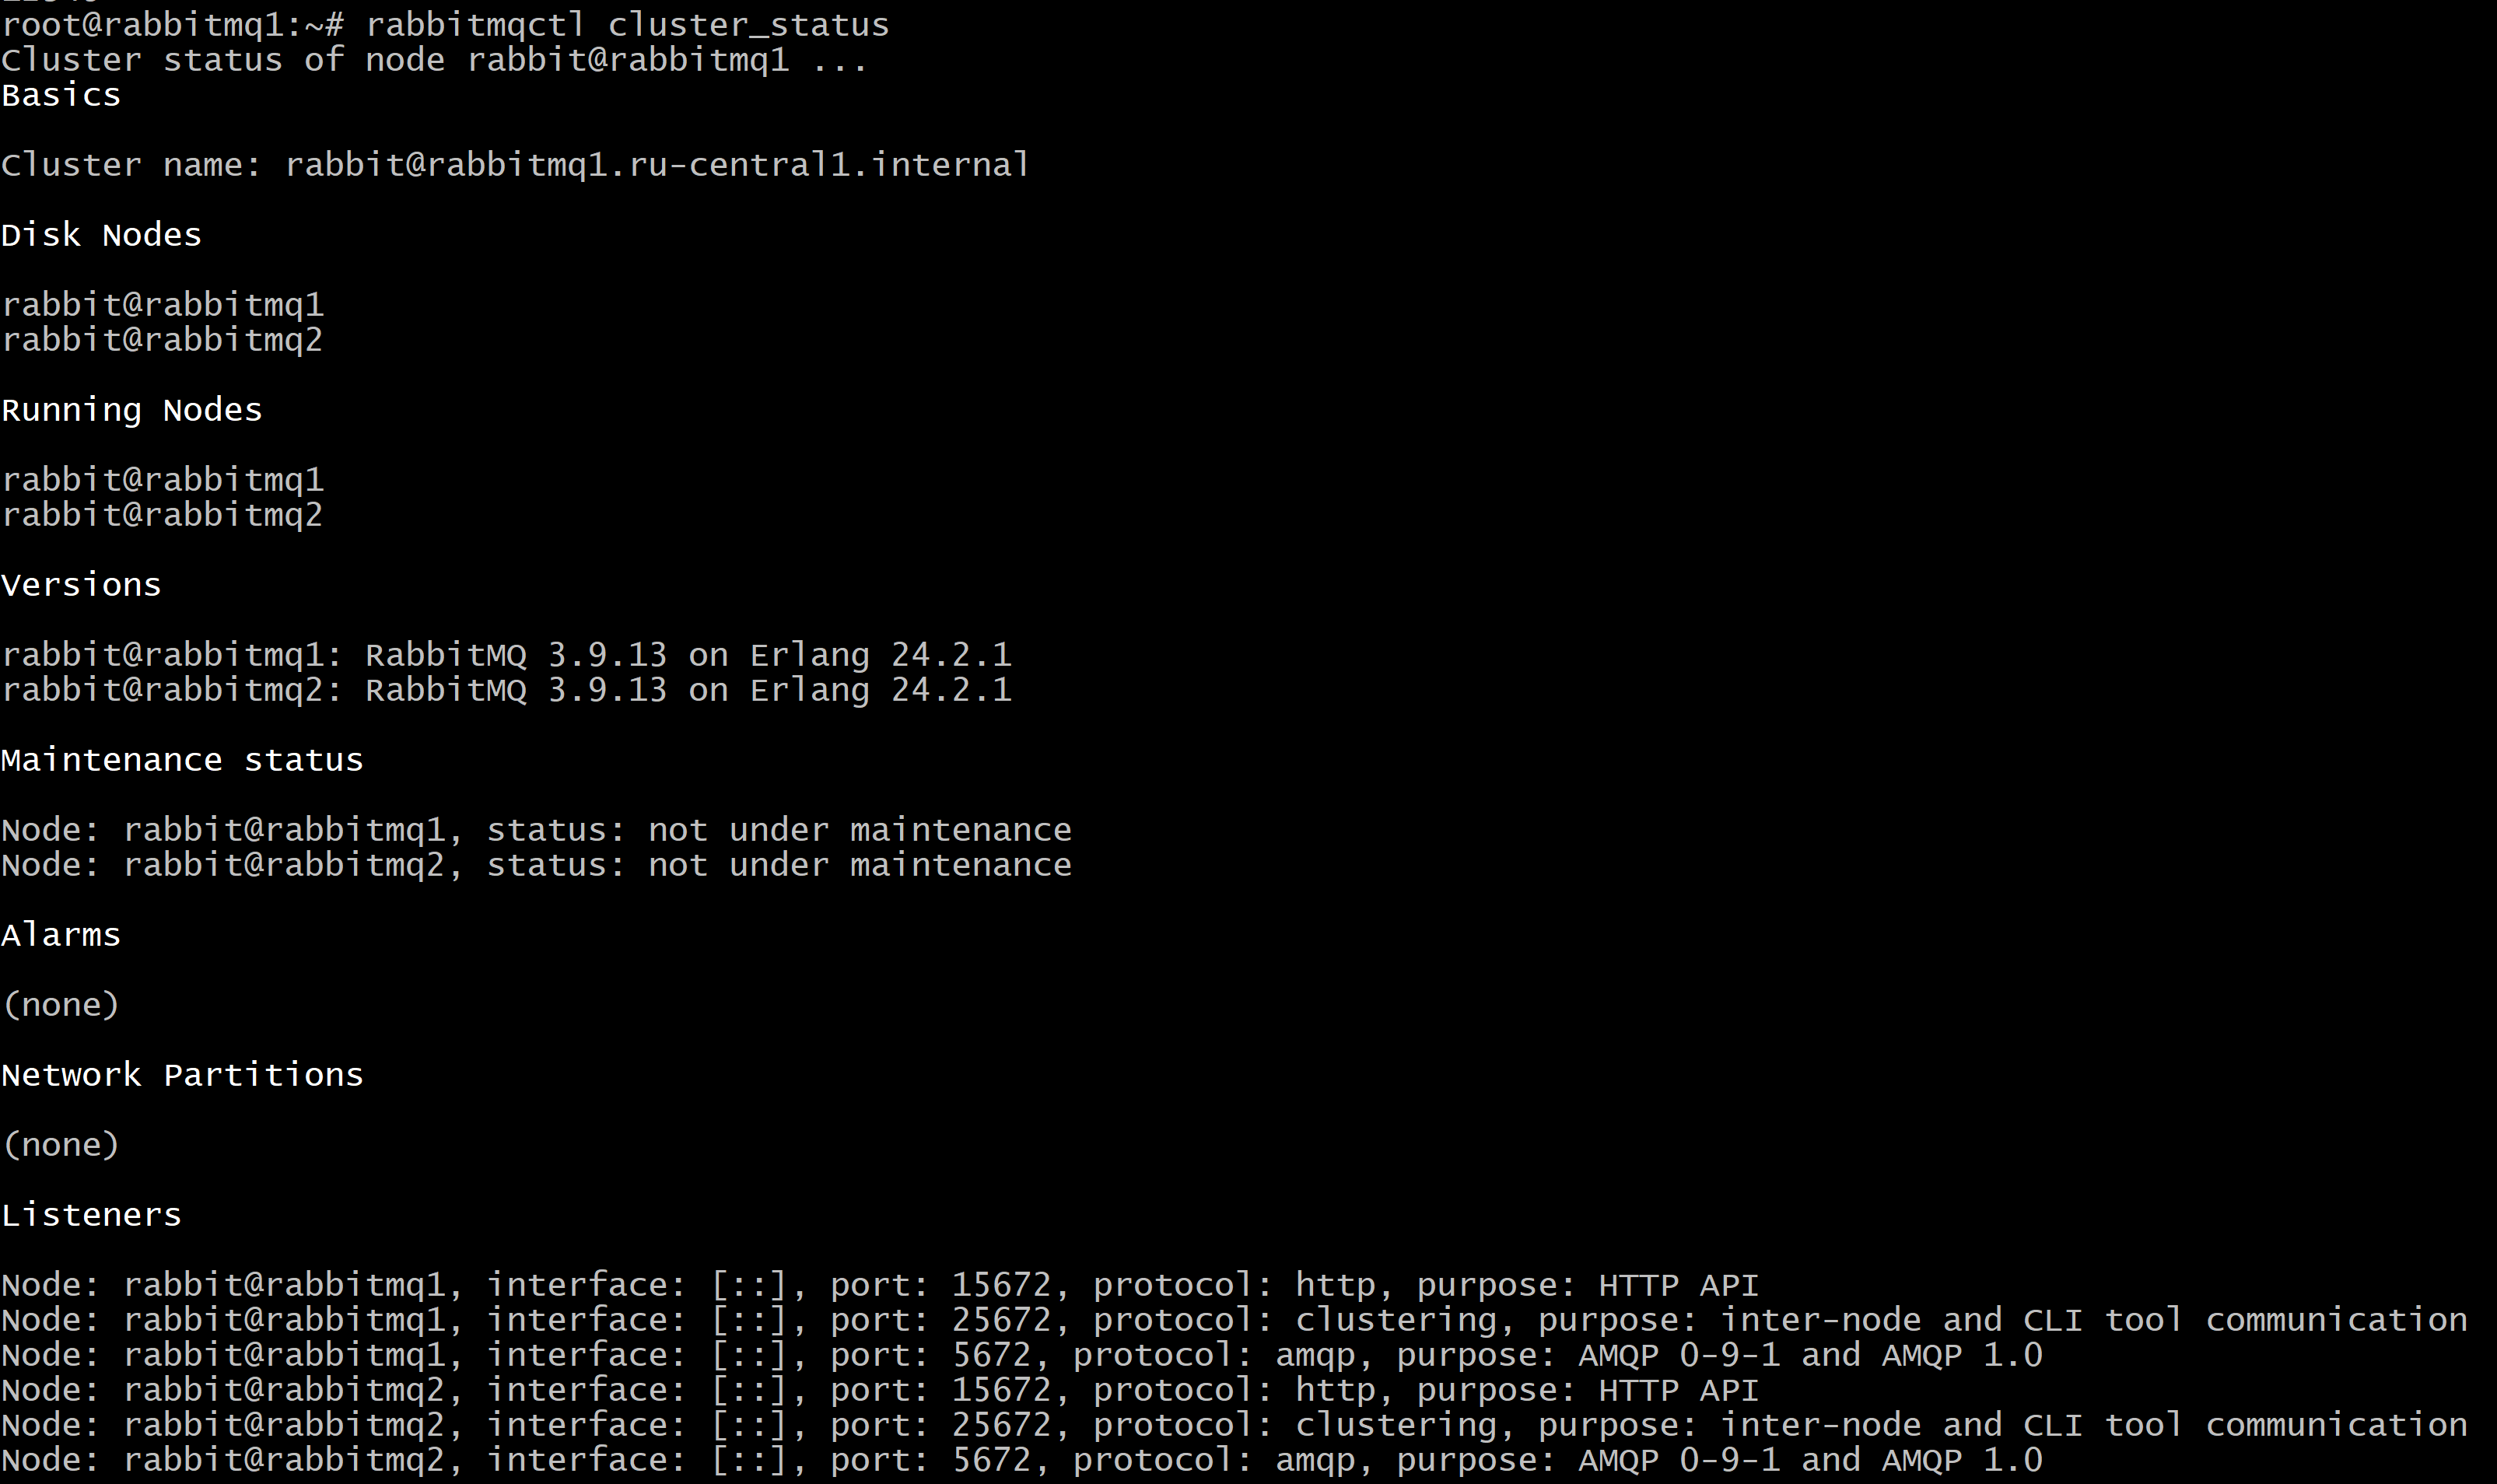 root@rabbitmq1:~# rabbitmqctl cluster_status
Cluster status of node rabbit@rabbitmq1 ...
Basics
Cluster name: rabbit@rabbitmq1.ru-central1.internal
Disk Nodes
rabbit@rabbitmq1
rabbit@rabbitmq2
Running Nodes
rabbit@rabbitmq1
rabbit@rabbitmq2
Versions
rabbit@rabbitmq1: RabbitMQ 3.9.13 on Erlang 24.2.1
rabbit@rabbitmq2: RabbitMQ 3.9.13 on Erlang 24.2.1
Maintenance status
Node: rabbit@rabbitmq1, status: not under maintenance
Node: rabbit@rabbitmq2, status: not under maintenance
Alarms
(none)
Network Partitions
(none)
Listeners
Node: rabbit@rabbitmq1, interface: [::], port: 15672, protocol: http, purpose: HTTP API
Node: rabbit@rabbitmq1, interface: [::], port: 25672, protocol: clustering, purpose: inter-node and CLI tool communication
Node: rabbit@rabbitmq1, interface: [::], port: 5672, protocol: amqp, purpose: AMQP 0-9-1 and AMQP 1.0
Node: rabbit@rabbitmq2, interface: [::], port: 15672, protocol: http, purpose: HTTP API
Node: rabbit@rabbitmq2, interface: [::], port: 25672, protocol: clustering, purpose: inter-node and CLI tool communication
Node: rabbit@rabbitmq2, interface: [::], port: 5672, protocol: amqp, purpose: AMQP 0-9-1 and AMQP 1.0